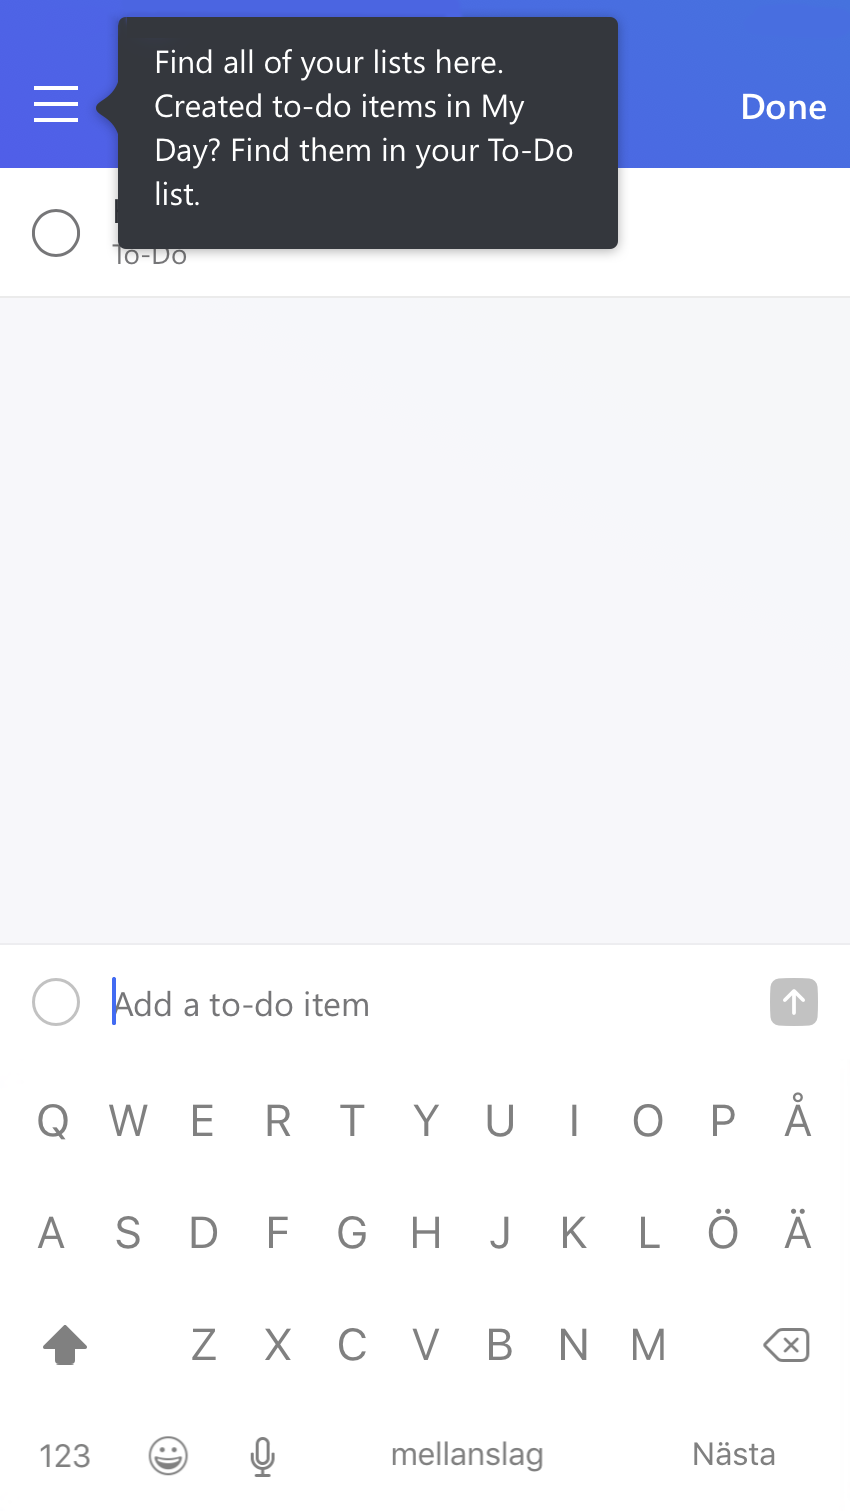 Find all of your lists here.
Created to-do items in My
Day? Find them in your To-Do
list.
Done
To-Do
Add a to-do item
Q W E R T Y U I O P Å
A S D F G H J K L Ö Ä
Z X C V B N M
123 mellanslag Nästa